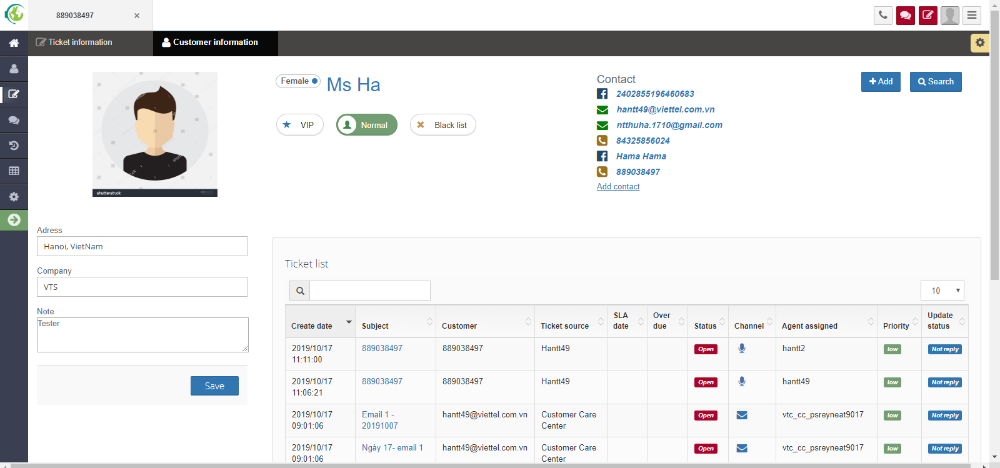 889038497 ×
Ticket information
Customer information
shutterstock
Female
Ms Ha
VIP
Normal
Black list
Contact
2402855196460683
hantt49@viettel.com.vn
ntthuha.1710@gmail.com
84325856024
Hama Hama
889038497
Add contact
Add
Search
Adress
Hanoi, VietNam
Company
VTS
Note
Tester
Save
Ticket list
10
Create date Subject Customer Ticket source SLA date Over due Status Channel Agent assigned Priority Update status
2019/10/17 11:11:00 889038497 889038497 Hantt49 Open hantt2 low Not reply
2019/10/17 11:06:21 889038497 889038497 Hantt49 Open hantt49 low Not reply
2019/10/17 09:01:06 Email 1 - 20191007 hantt49@viettel.com.vn Customer Care Center Open vtc_cc_psreyneat9017 low Not reply
2019/10/17 09:01:06 Ngày 17- email 1 hantt49@viettel.com.vn Customer Care Center Open vtc_cc_psreyneat9017 low Not reply